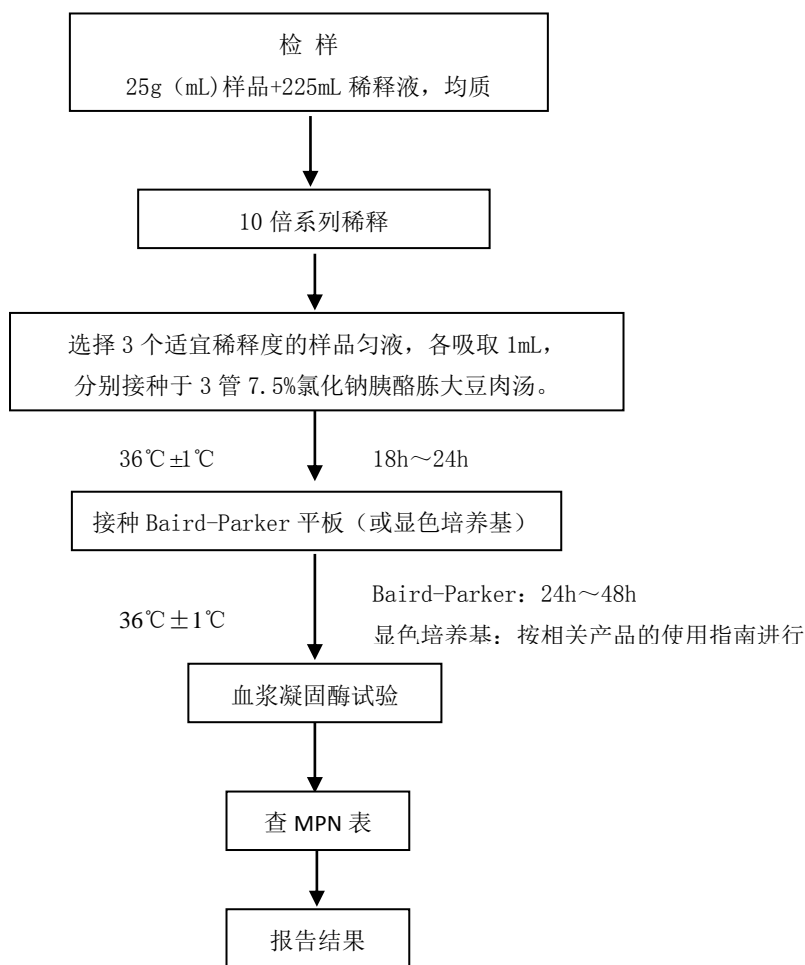 检 样
25g（mL)样品+225mL 稀释液，均质
10 倍系列稀释
选择 3 个适宜稀释度的样品匀液，各吸取 1mL，
分别接种于 3 管 7.5%氯化钠胰酪胨大豆肉汤。
36℃±1℃ 18h～24h
接种 Baird-Parker 平板（或显色培养基）
Baird-Parker：24h～48h
36℃±1℃
显色培养基：按相关产品的使用指南进行
血浆凝固酶试验
查 MPN 表
报告结果